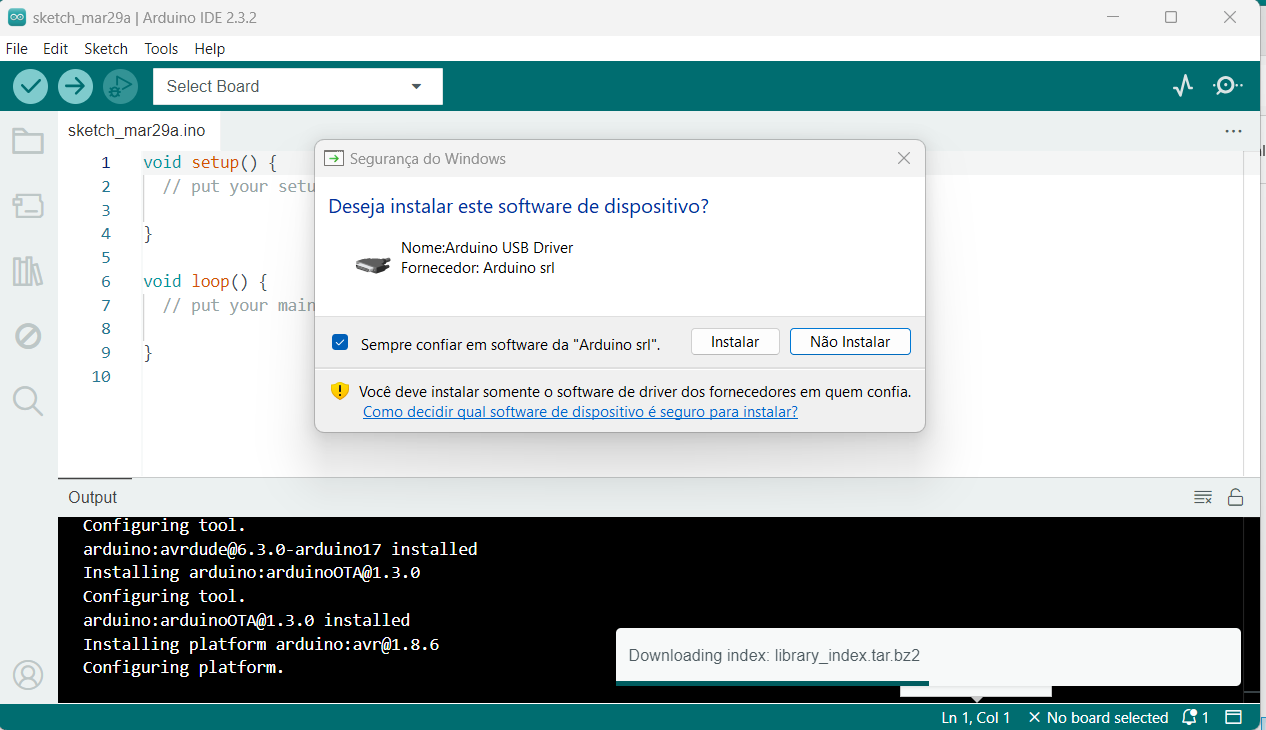 sketch_mar29a | Arduino IDE 2.3.2
File Edit Sketch Tools Help
Select Board
sketch_mar29a.ino
1 void setup() {
2 // put your setu
3
4 }
5
6 void loop() {
7 // put your main
8
9 }
10
Segurança do Windows
Deseja instalar este software de dispositivo?
Nome:Arduino USB Driver
Fornecedor: Arduino srl
Sempre confiar em software da "Arduino srl".
Instalar
Não Instalar
Você deve instalar somente o software de driver dos fornecedores em quem confia.
Como decidir qual software de dispositivo é seguro para instalar?
Output
Configuring tool.
arduino:avrdude@6.3.0-arduino17 installed
Installing arduino:arduinoOTA@1.3.0
Configuring tool.
arduino:arduinoOTA@1.3.0 installed
Installing platform arduino:avr@1.8.6
Configuring platform.
Downloading index: library_index.tar.bz2
Ln 1, Col 1 No board selected 1